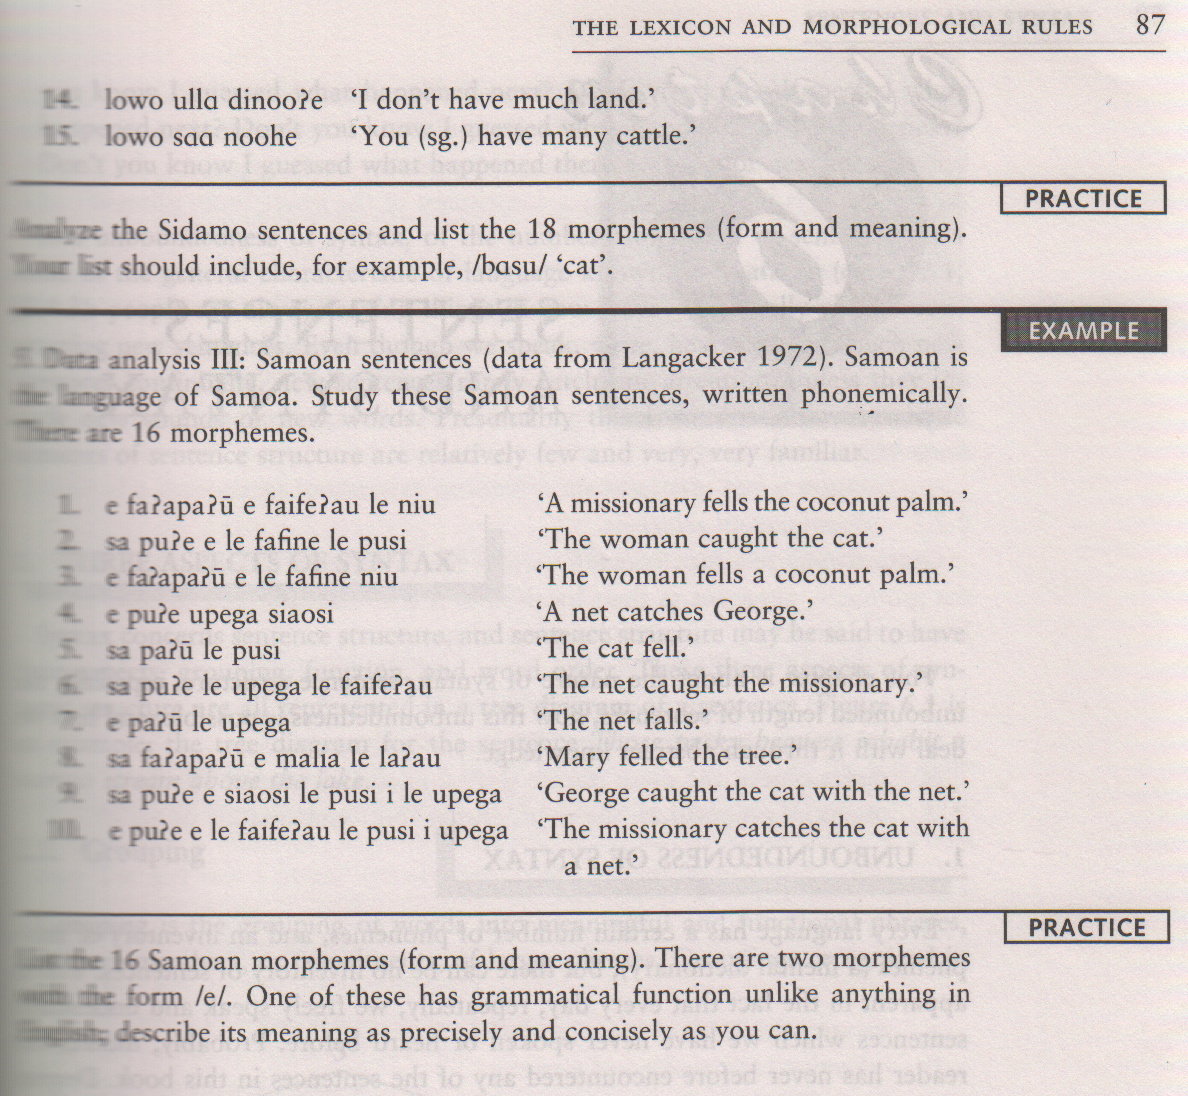 THE LEXICON AND MORPHOLOGICAL RULES 87
14. lowo ullɑ dinooʔe ‘I don’t have much land.’
15. lowo sɑɑ noohe ‘You (sg.) have many cattle.’
PRACTICE
Analyze the Sidamo sentences and list the 18 morphemes (form and meaning).
Your list should include, for example, /bɑsu/ ‘cat’.
EXAMPLE
5. Data analysis III: Samoan sentences (data from Langacker 1972). Samoan is
the language of Samoa. Study these Samoan sentences, written phonemically.
There are 16 morphemes.
1. e faʔapaʔū e faifeʔau le niu ‘A missionary fells the coconut palm.’
2. sa puʔe e le fafine le pusi ‘The woman caught the cat.’
3. e faʔapaʔū e le fafine niu ‘The woman fells a coconut palm.’
4. e puʔe upega siaosi ‘A net catches George.’
5. sa paʔū le pusi ‘The cat fell.’
6. sa puʔe le upega le faifeʔau ‘The net caught the missionary.’
7. e paʔū le upega ‘The net falls.’
8. sa faʔapaʔū e malia le laʔau ‘Mary felled the tree.’
9. sa puʔe e siaosi le pusi i le upega ‘George caught the cat with the net.’
10. e puʔe e le faifeʔau le pusi i upega ‘The missionary catches the cat with
a net.’
PRACTICE
List the 16 Samoan morphemes (form and meaning). There are two morphemes
with the form /e/. One of these has grammatical function unlike anything in
English; describe its meaning as precisely and concisely as you can.